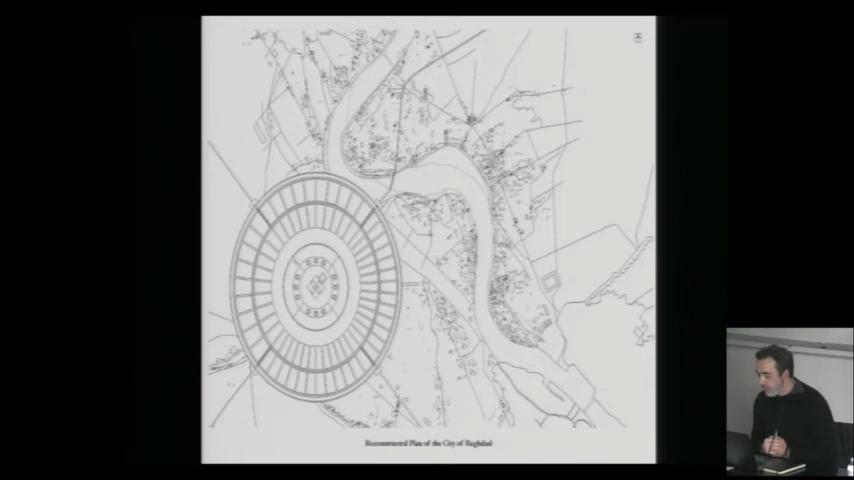 Reconstructed Plan of the City of Baghdad